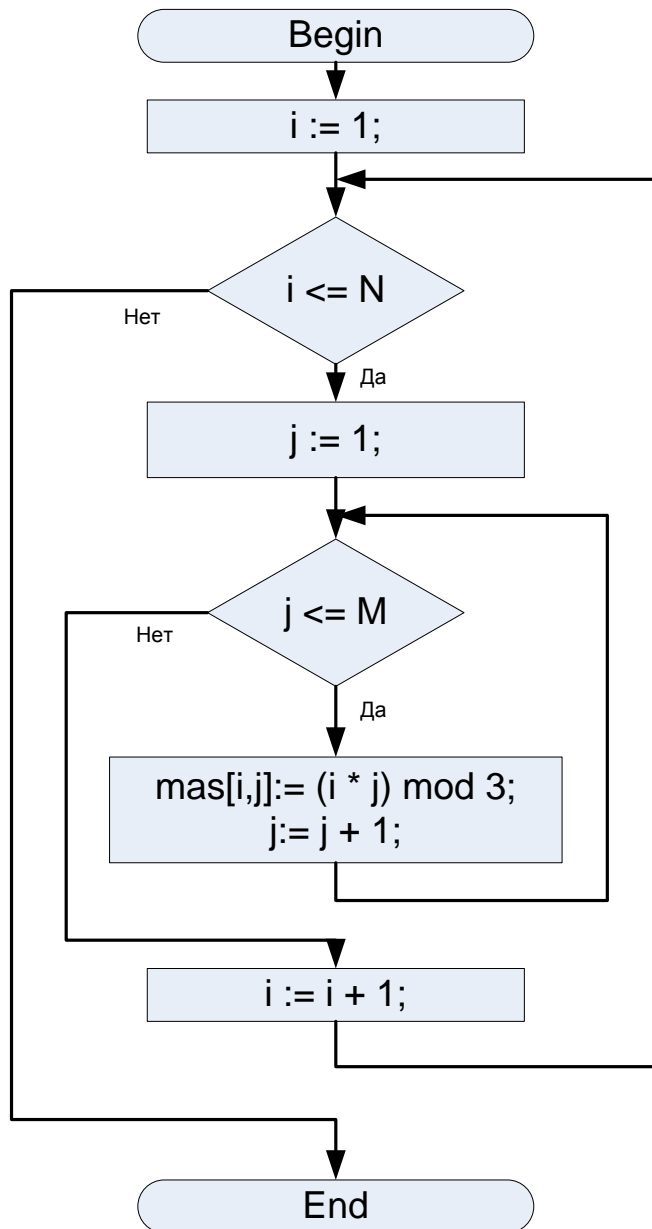 Begin
i := 1;
i <= N
Нет
Да
j := 1;
j <= M
Нет
Да
mas[i,j]:= (i * j) mod 3;
j:= j + 1;
i := i + 1;
End